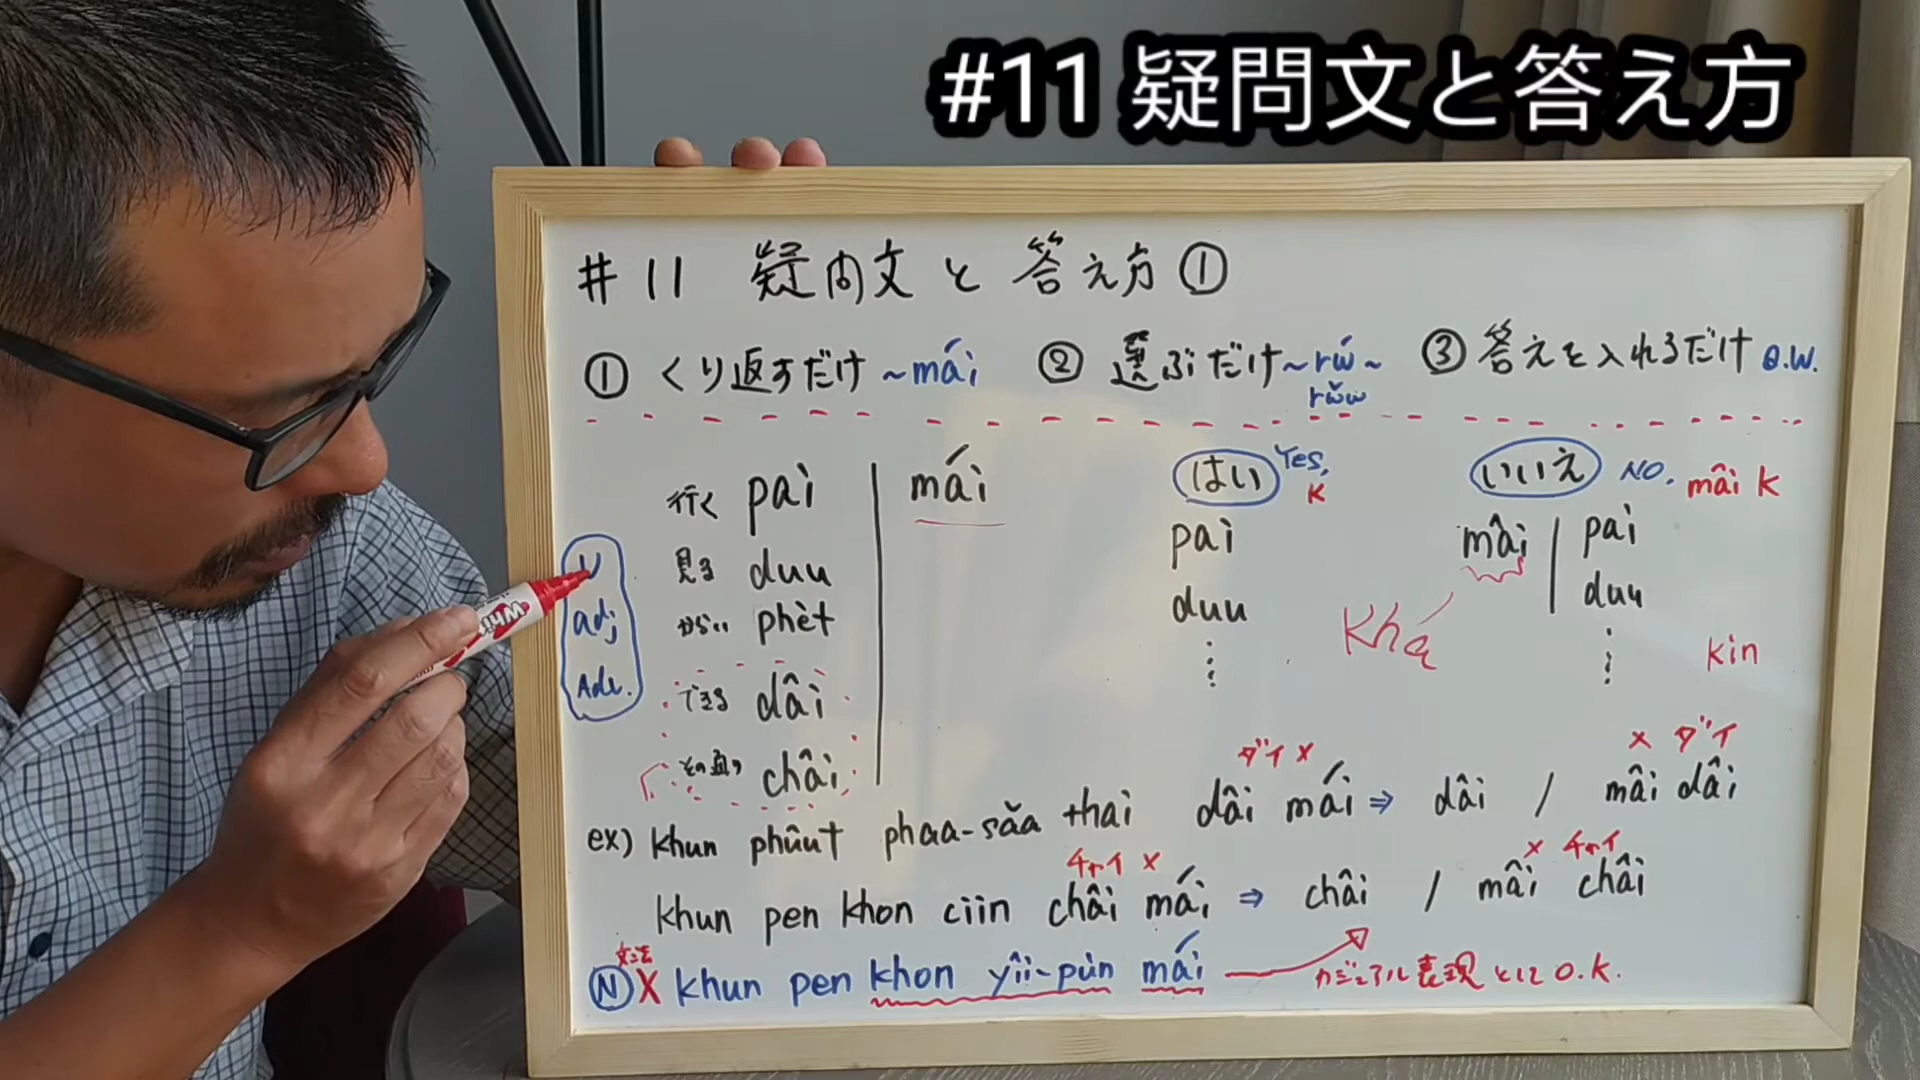 #11 疑問文と答え方
#11 疑問文と答え方①
① くり返すだけ ~mái ② 選ぶだけ ~rɯ́~ ③ 答えを入れるだけ Q.W.
rɯ̌ɯ
行く pai mái はい Yes, K いいえ NO. mâi K
pai mâi pai
V 見る duu duu duu
adj からい phèt Khá kin
Adv. できる dâi
その通り châi
ダイ × × ダイ
ex) khun phûut phaa-sǎa thai dâi mái ⇒ dâi / mâi dâi
チャイ × × チャイ
khun pen khon ciin châi mái ⇒ châi / mâi châi
文法
Ⓝ X khun pen khon yîi-pùn mái カジュアル表現としてO.K.